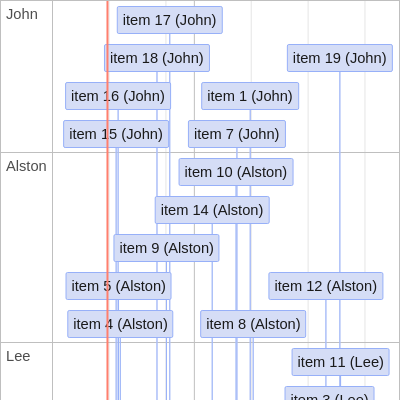 John
item 17 (John)
item 18 (John)
item 19 (John)
item 16 (John)
item 1 (John)
item 15 (John)
item 7 (John)
Alston
item 10 (Alston)
item 14 (Alston)
item 9 (Alston)
item 5 (Alston)
item 12 (Alston)
item 4 (Alston)
item 8 (Alston)
Lee
item 11 (Lee)
item 3 (Lee)